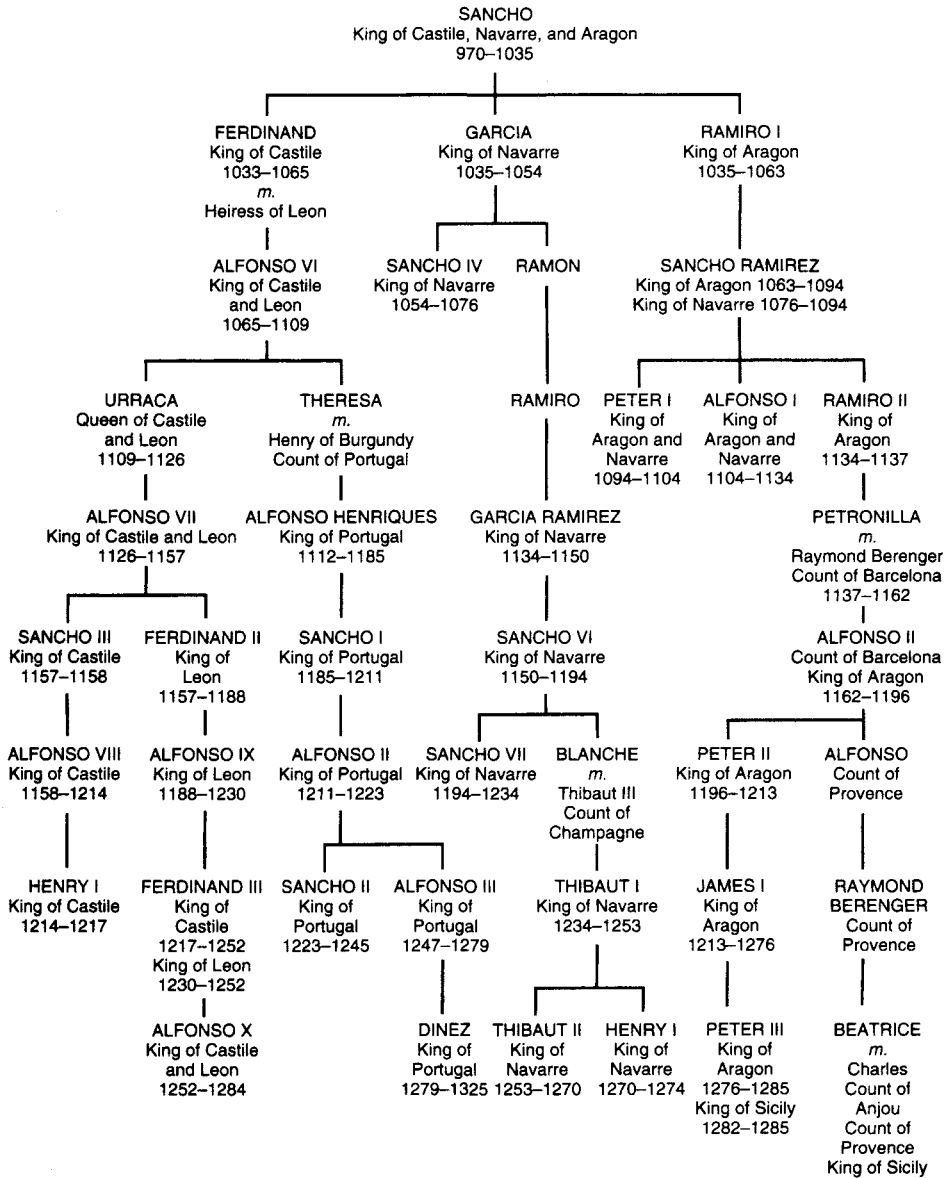 SANCHO
King of Castile, Navarre, and Aragon
970–1035
FERDINAND
King of Castile
1033–1065
m.
Heiress of Leon
GARCIA
King of Navarre
1035–1054
RAMIRO I
King of Aragon
1035–1063
ALFONSO VI
King of Castile
and Leon
1065–1109
SANCHO IV
King of Navarre
1054–1076
RAMON
SANCHO RAMIREZ
King of Aragon 1063–1094
King of Navarre 1076–1094
URRACA
Queen of Castile
and Leon
1109–1126
THERESA
m.
Henry of Burgundy
Count of Portugal
RAMIRO
PETER I
King of
Aragon and
Navarre
1094–1104
ALFONSO I
King of
Aragon and
Navarre
1104–1134
RAMIRO II
King of
Aragon
1134–1137
ALFONSO VII
King of Castile and Leon
1126–1157
ALFONSO HENRIQUES
King of Portugal
1112–1185
GARCIA RAMIREZ
King of Navarre
1134–1150
PETRONILLA
m.
Raymond Berenger
Count of Barcelona
1137–1162
SANCHO III
King of Castile
1157–1158
FERDINAND II
King of
Leon
1157–1188
SANCHO I
King of Portugal
1185–1211
SANCHO VI
King of Navarre
1150–1194
ALFONSO II
Count of Barcelona
King of Aragon
1162–1196
ALFONSO VIII
King of Castile
1158–1214
ALFONSO IX
King of Leon
1188–1230
ALFONSO II
King of Portugal
1211–1223
SANCHO VII
King of Navarre
1194–1234
BLANCHE
m.
Thibaut III
Count of
Champagne
PETER II
King of Aragon
1196–1213
ALFONSO
Count of
Provence
HENRY I
King of Castile
1214–1217
FERDINAND III
King of
Castile
1217–1252
King of Leon
1230–1252
SANCHO II
King of
Portugal
1223–1245
ALFONSO III
King of
Portugal
1247–1279
THIBAUT I
King of Navarre
1234–1253
JAMES I
King of
Aragon
1213–1276
RAYMOND
BERENGER
Count of
Provence
ALFONSO X
King of Castile
and Leon
1252–1284
DINEZ
King of
Portugal
1279–1325
THIBAUT II
King of
Navarre
1253–1270
HENRY I
King of
Navarre
1270–1274
PETER III
King of
Aragon
1276–1285
King of Sicily
1282–1285
BEATRICE
m.
Charles
Count of
Anjou
Count of
Provence
King of Sicily